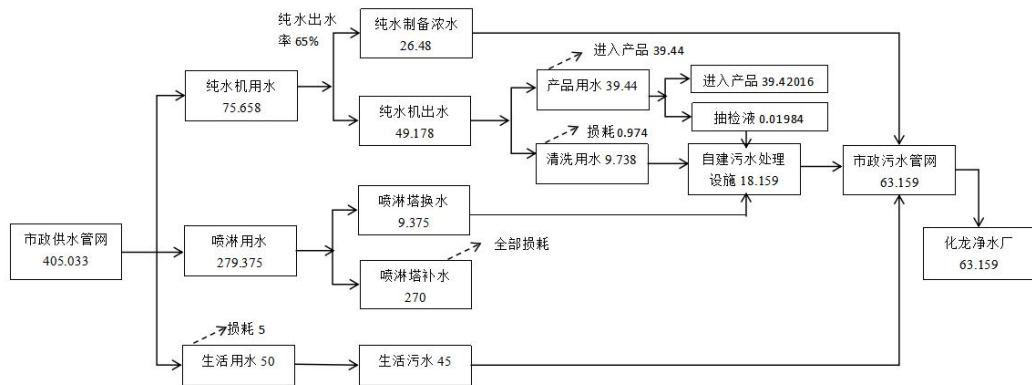 纯水出水
率 65%
纯水制备浓水
26.48
进入产品 39.44
纯水机用水
75.658
产品用水 39.44
进入产品 39.42016
纯水机出水
49.178
抽检液 0.01984
损耗 0.974
清洗用水 9.738
自建污水处理
设施 18.159
市政污水管网
63.159
喷淋塔换水
9.375
市政供水管网
405.033
喷淋用水
279.375
全部损耗
化龙净水厂
63.159
喷淋塔补水
270
损耗 5
生活用水 50
生活污水 45